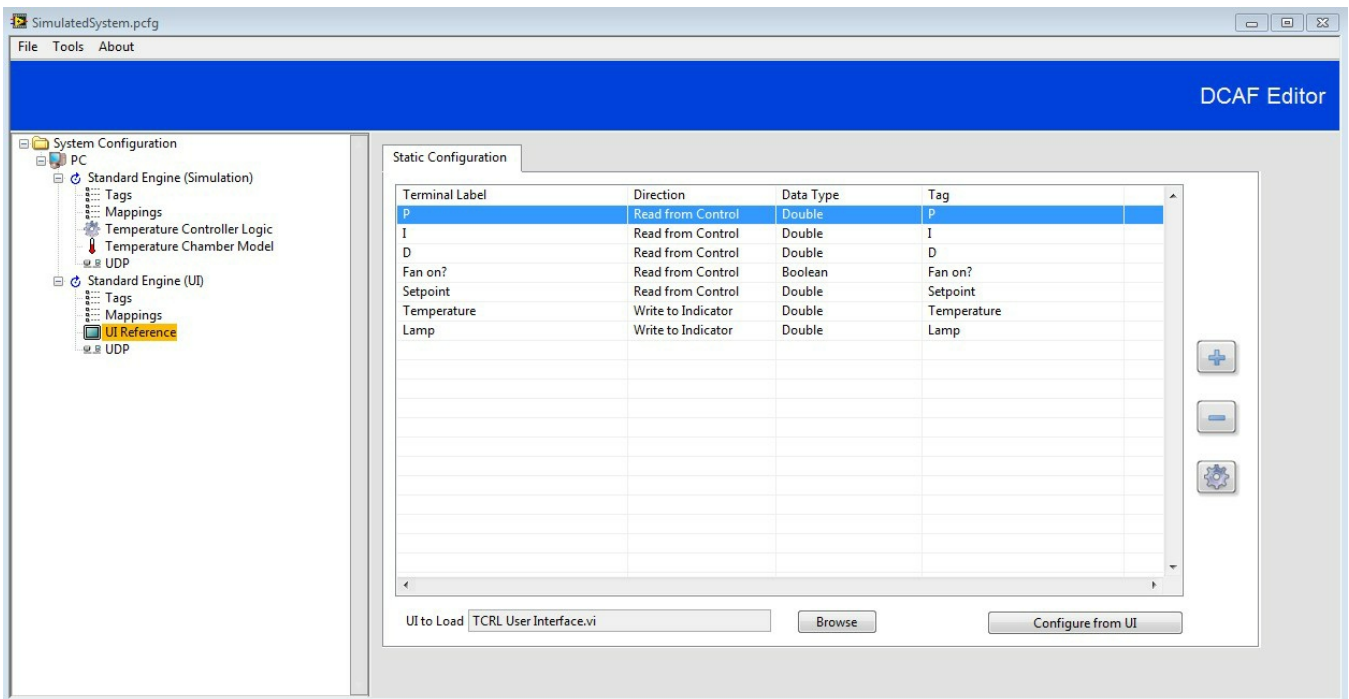 SimulatedSystem.pcfg
File Tools About
DCAF Editor
System Configuration
PC
Standard Engine (Simulation)
Tags
Mappings
Temperature Controller Logic
Temperature Chamber Model
UDP
Standard Engine (UI)
Tags
Mappings
UI Reference
UDP
Static Configuration
Terminal Label Direction Data Type Tag
P Read from Control Double P
I Read from Control Double I
D Read from Control Double D
Fan on? Read from Control Boolean Fan on?
Setpoint Read from Control Double Setpoint
Temperature Write to Indicator Double Temperature
Lamp Write to Indicator Double Lamp
UI to Load TCRL User Interface.vi Browse Configure from UI